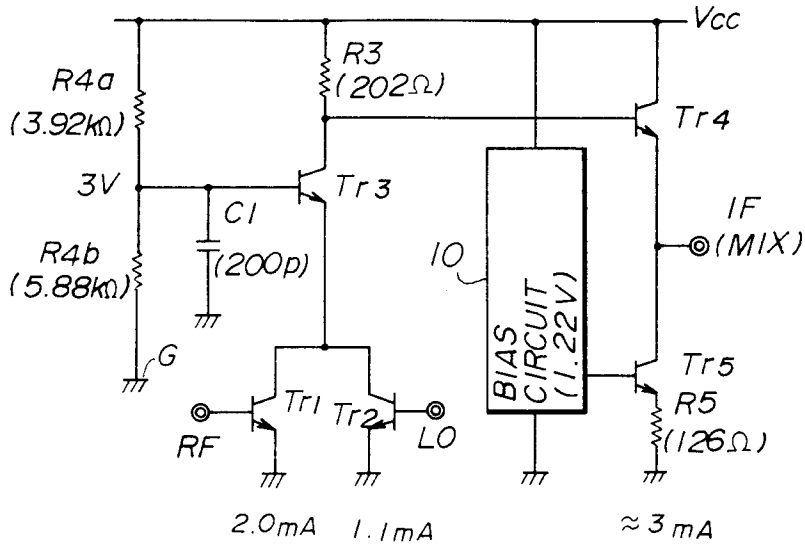 Vcc
R3
(202Ω)
R4a
(3.92kΩ)
Tr4
3V
Tr3
C1
(200p)
R4b
(5.88kΩ)
10
BIAS
CIRCUIT
(1.22V)
IF
(MIX)
G
Tr1
Tr2
RF
LO
Tr5
R5
(126Ω)
2.0mA
1.1mA
≈3mA